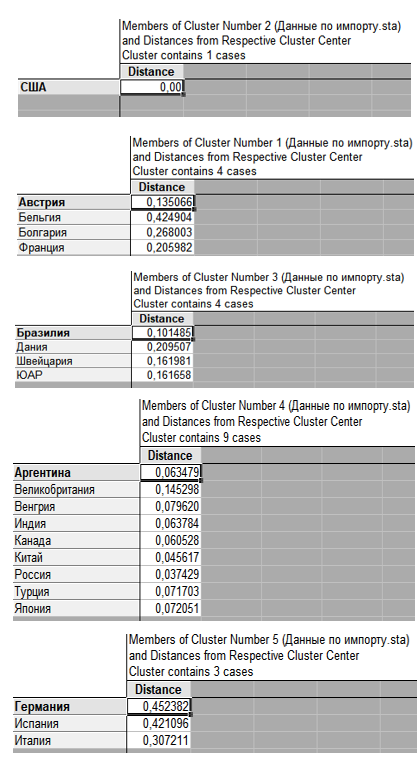 Members of Cluster Number 2 (Данные по импорту.sta)
and Distances from Respective Cluster Center
Cluster contains 1 cases
Distance
США 0,00
Members of Cluster Number 1 (Данные по импорту.sta)
and Distances from Respective Cluster Center
Cluster contains 4 cases
Distance
Австрия 0,135066
Бельгия 0,424904
Болгария 0,268003
Франция 0,205982
Members of Cluster Number 3 (Данные по импорту.sta)
and Distances from Respective Cluster Center
Cluster contains 4 cases
Distance
Бразилия 0,101485
Дания 0,209507
Швейцария 0,161981
ЮАР 0,161658
Members of Cluster Number 4 (Данные по импорту.sta)
and Distances from Respective Cluster Center
Cluster contains 9 cases
Distance
Аргентина 0,063479
Великобритания 0,145298
Венгрия 0,079620
Индия 0,063784
Канада 0,060528
Китай 0,045617
Россия 0,037429
Турция 0,071703
Япония 0,072051
Members of Cluster Number 5 (Данные по импорту.sta)
and Distances from Respective Cluster Center
Cluster contains 3 cases
Distance
Германия 0,452382
Испания 0,421096
Италия 0,307211